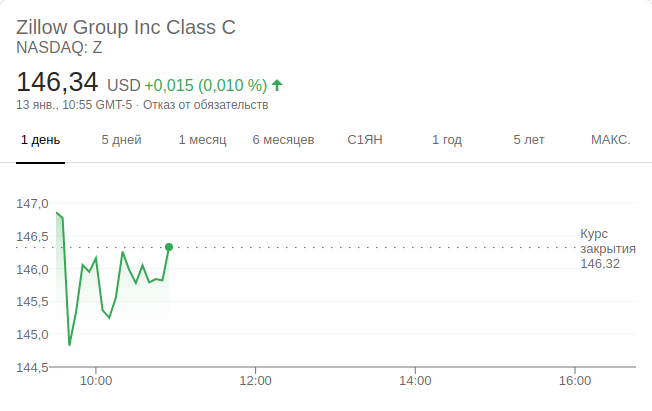 Zillow Group Inc Class C
NASDAQ: Z
146,34 USD +0,015 (0,010 %)
13 янв., 10:55 GMT-5 · Отказ от обязательств
1 день 5 дней 1 месяц 6 месяцев С1ЯН 1 год 5 лет МАКС.
147,0
146,5
146,0
145,5
145,0
144,5
Курс
закрытия
146,32
10:00 12:00 14:00 16:00